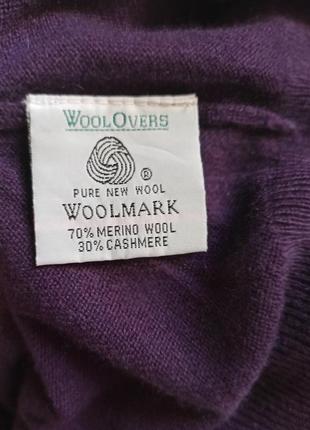 WOOLOVERS
®
PURE NEW WOOL
WOOLMARK
70% MERINO WOOL
30% CASHMERE